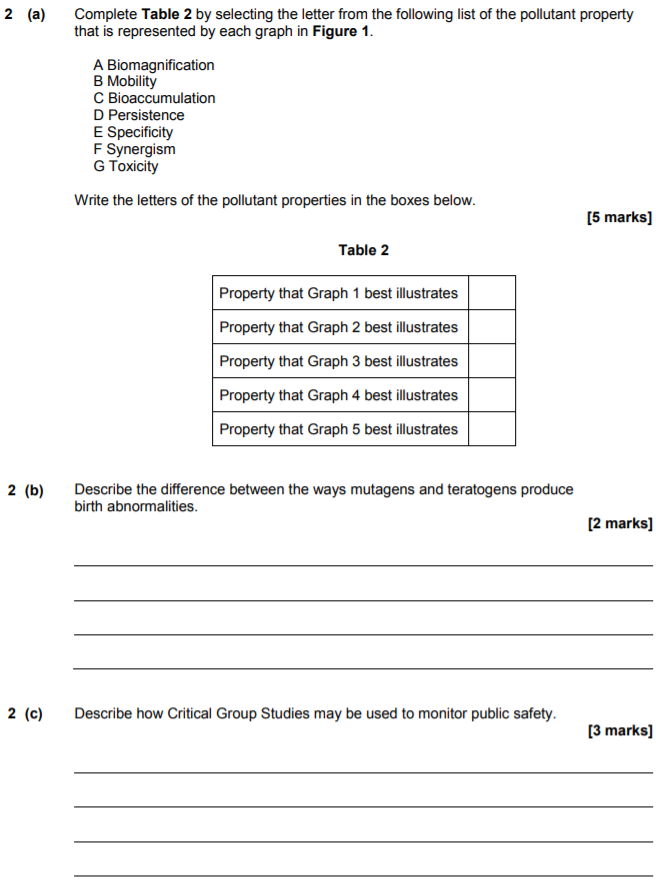 2 (a) Complete Table 2 by selecting the letter from the following list of the pollutant property
that is represented by each graph in Figure 1.
A Biomagnification
B Mobility
C Bioaccumulation
D Persistence
E Specificity
F Synergism
G Toxicity
Write the letters of the pollutant properties in the boxes below.
[5 marks]
Table 2
Property that Graph 1 best illustrates
Property that Graph 2 best illustrates
Property that Graph 3 best illustrates
Property that Graph 4 best illustrates
Property that Graph 5 best illustrates
2 (b) Describe the difference between the ways mutagens and teratogens produce
birth abnormalities.
[2 marks]
2 (c) Describe how Critical Group Studies may be used to monitor public safety.
[3 marks]